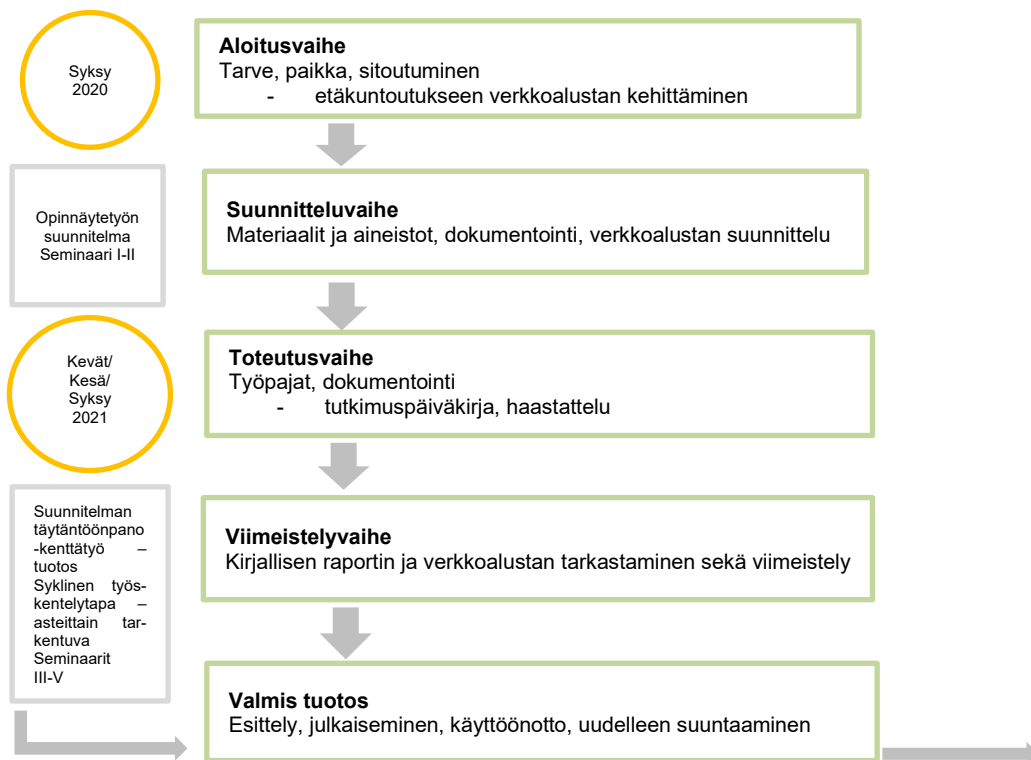 Syksy
2020
Aloitusvaihe
Tarve, paikka, sitoutuminen
- etäkuntoutukseen verkkoalustan kehittäminen
Opinnäytetyön
suunnitelma
Seminaari I-II
Suunnitteluvaihe
Materiaalit ja aineistot, dokumentointi, verkkoalustan suunnittelu
Kevät/
Kesä/
Syksy
2021
Toteutusvaihe
Työpajat, dokumentointi
- tutkimuspäiväkirja, haastattelu
Suunnitelman
täytäntöönpano
-kenttätyö –
tuotos
Syklinen työs-
kentelytapa –
asteittain tar-
kentuva
Seminaarit
III-V
Viimeistelyvaihe
Kirjallisen raportin ja verkkoalustan tarkastaminen sekä viimeistely
Valmis tuotos
Esittely, julkaiseminen, käyttöönotto, uudelleen suuntaaminen